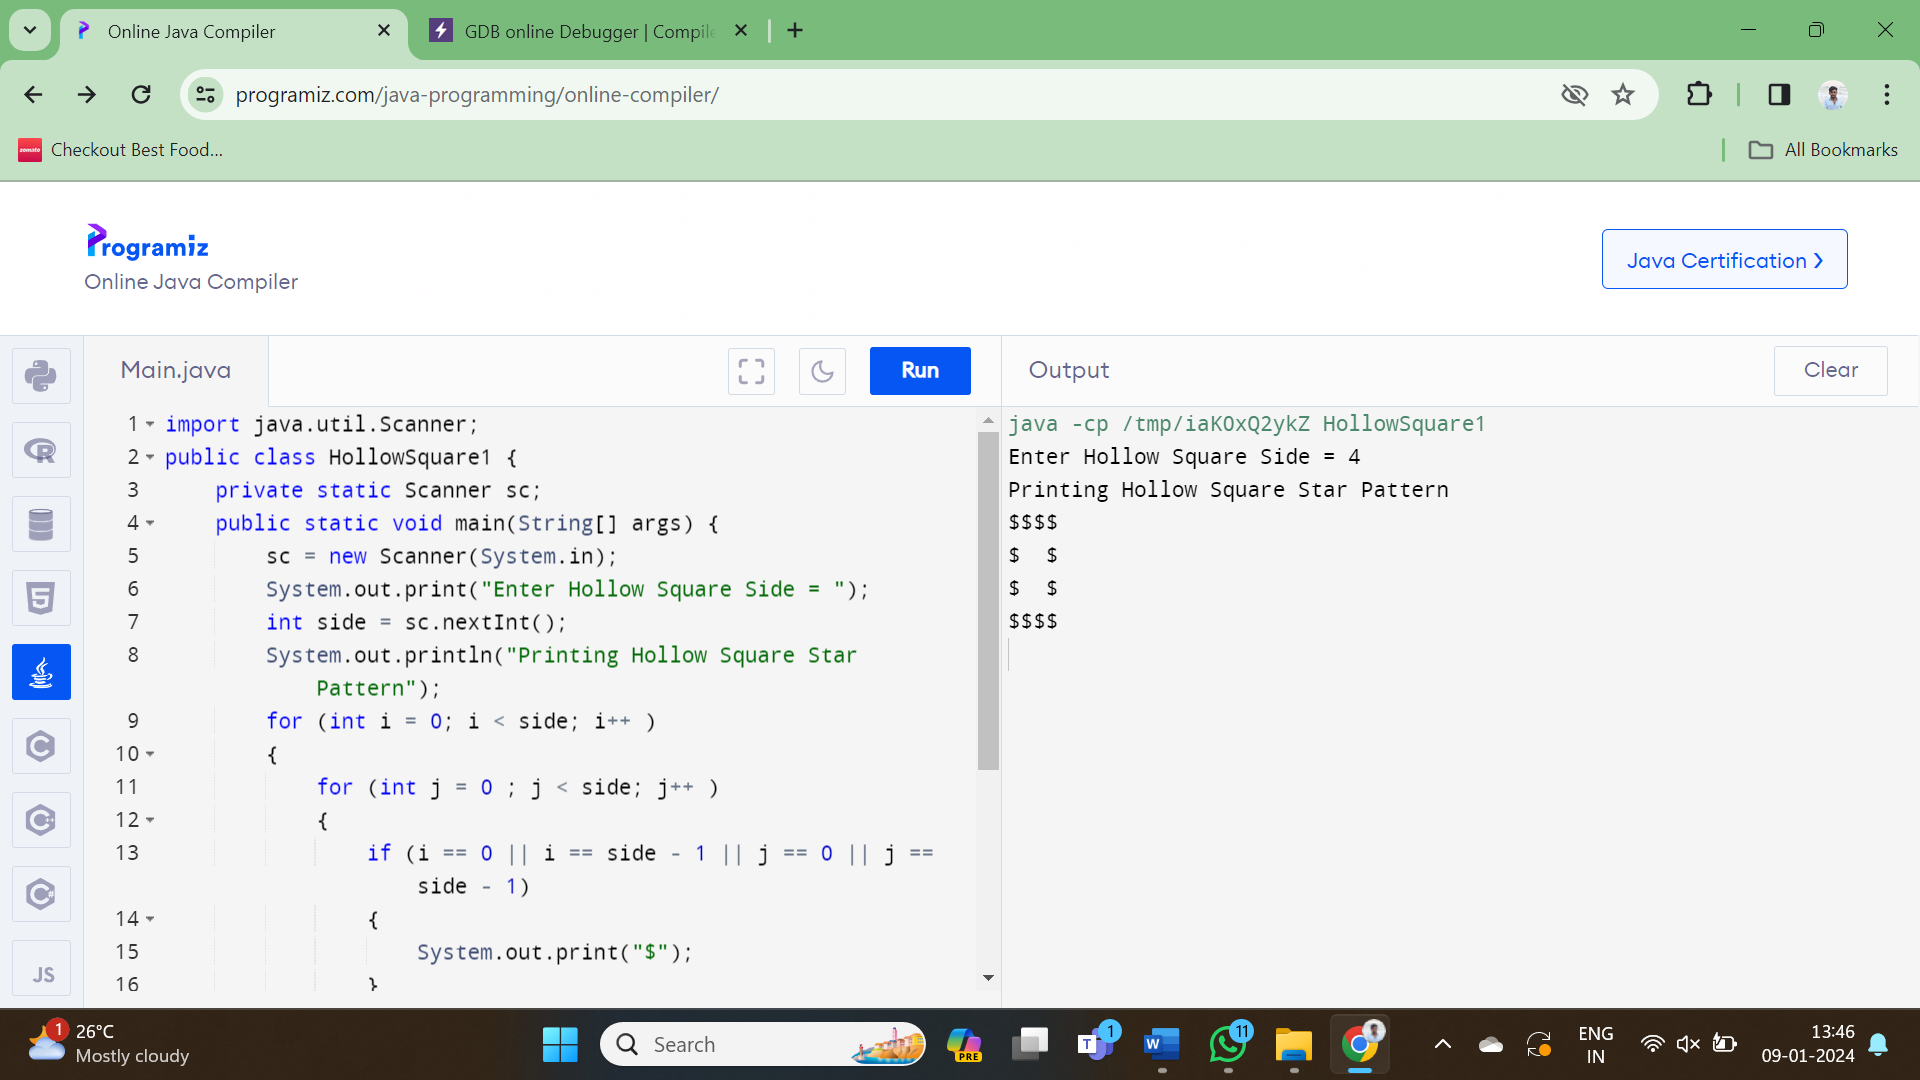 Online Java Compiler
GDB online Debugger | Compile
programiz.com/java-programming/online-compiler/
zomato
Checkout Best Food...
All Bookmarks
Programiz
Online Java Compiler
Java Certification ❯
Main.java
Run
Output
Clear
1 import java.util.Scanner;
2 public class HollowSquare1 {
3 private static Scanner sc;
4 public static void main(String[] args) {
5 sc = new Scanner(System.in);
6 System.out.print("Enter Hollow Square Side = ");
7 int side = sc.nextInt();
8 System.out.println("Printing Hollow Square Star
Pattern");
9 for (int i = 0; i < side; i++ )
10 {
11 for (int j = 0 ; j < side; j++ )
12 {
13 if (i == 0 || i == side - 1 || j == 0 || j ==
side - 1)
14 {
15 System.out.print("$");
16 }
java -cp /tmp/iaKOxQ2ykZ HollowSquare1
Enter Hollow Square Side = 4
Printing Hollow Square Star Pattern
$$$$
$  $
$  $
$$$$
JS
1
26°C
Mostly cloudy
Search
PRE
T
1
W
11
ENG
IN
13:46
09-01-2024